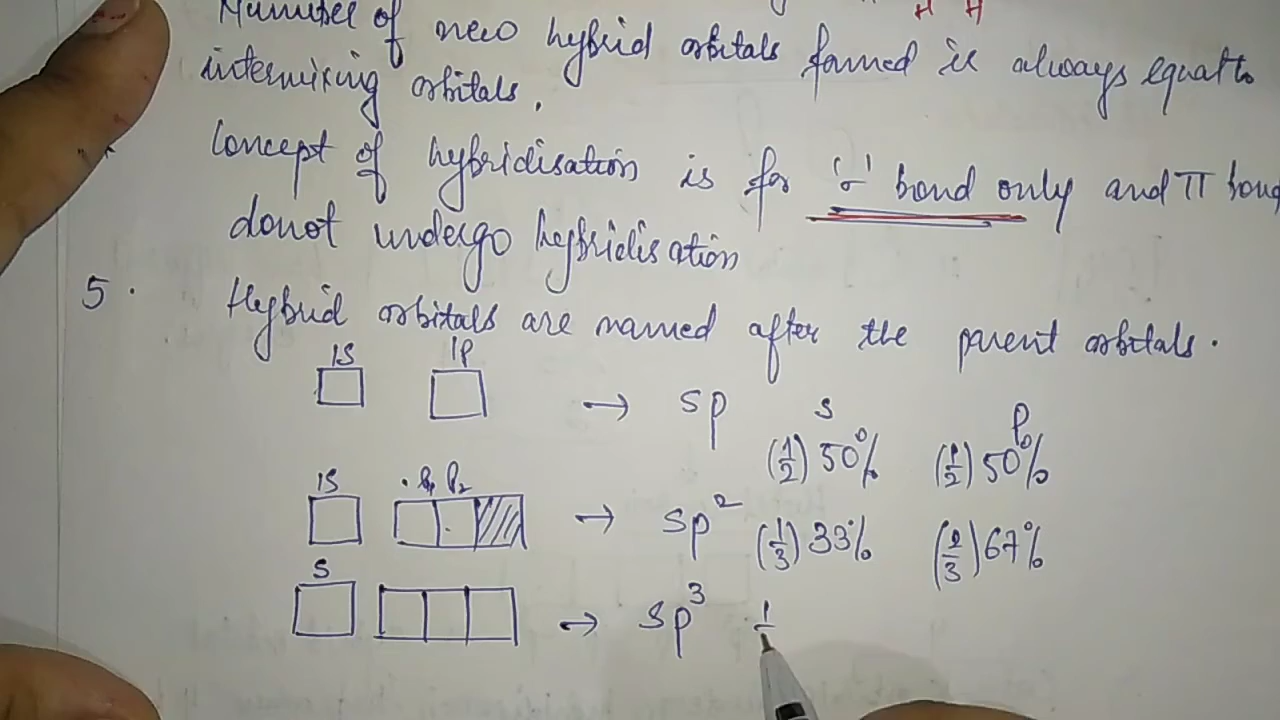 H H
Number of new hybrid orbitals formed is always equal to
intermixing orbitals.
Concept of hybridisation is for 'σ' bond only and π bond
donot undergo hybridisation
5. Hybrid orbitals are named after the parent orbitals.
1S 1P → sp s (1/2) 50% p (1/2) 50%
1S P1 P2 → sp² (1/3) 33% (2/3) 67%
S → sp³ 1